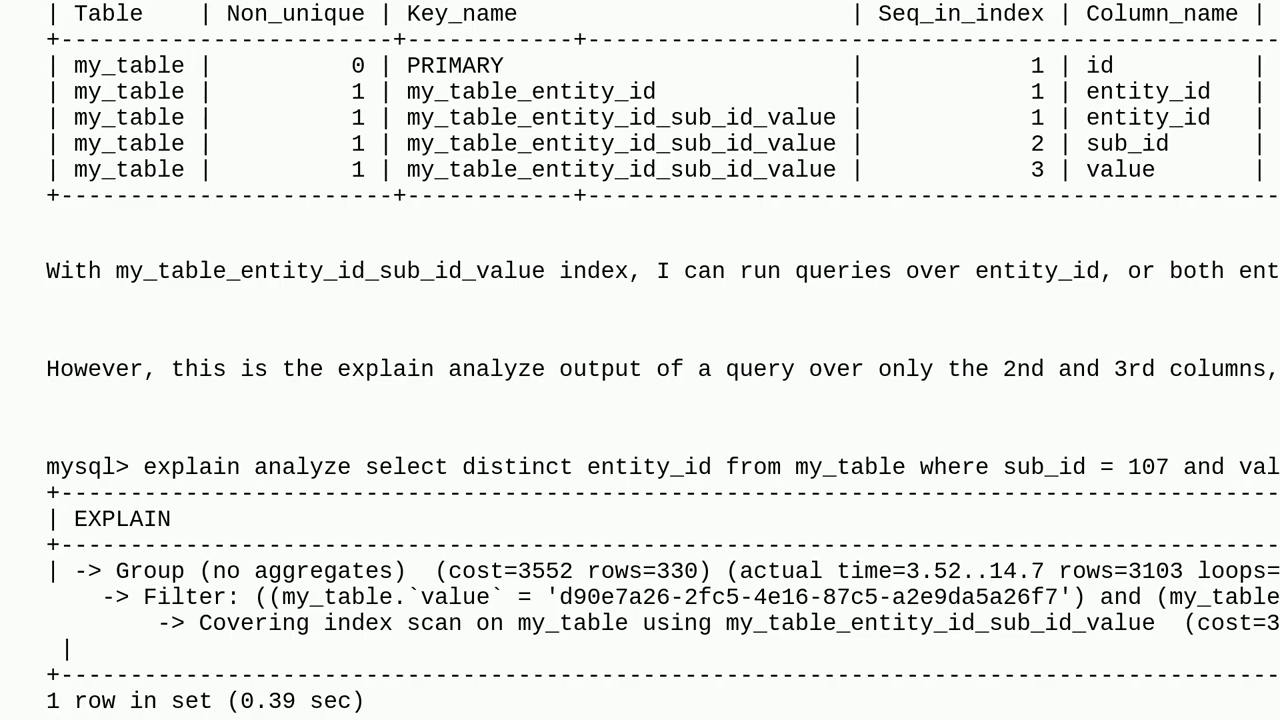 | Table    | Non_unique | Key_name                        | Seq_in_index | Column_name |
+------------------------+------------+--------------------------------------------------
| my_table |          0 | PRIMARY                         |            1 | id          |
| my_table |          1 | my_table_entity_id              |            1 | entity_id   |
| my_table |          1 | my_table_entity_id_sub_id_value |            1 | entity_id   |
| my_table |          1 | my_table_entity_id_sub_id_value |            2 | sub_id      |
| my_table |          1 | my_table_entity_id_sub_id_value |            3 | value       |
+------------------------+------------+--------------------------------------------------
With my_table_entity_id_sub_id_value index, I can run queries over entity_id, or both ent
However, this is the explain analyze output of a query over only the 2nd and 3rd columns,
mysql> explain analyze select distinct entity_id from my_table where sub_id = 107 and val
+----------------------------------------------------------------------------------------
| EXPLAIN
+----------------------------------------------------------------------------------------
| -> Group (no aggregates)  (cost=3552 rows=330) (actual time=3.52..14.7 rows=3103 loops=
    -> Filter: ((my_table.`value` = 'd90e7a26-2fc5-4e16-87c5-a2e9da5a26f7') and (my_table
        -> Covering index scan on my_table using my_table_entity_id_sub_id_value  (cost=3
 |
+----------------------------------------------------------------------------------------
1 row in set (0.39 sec)